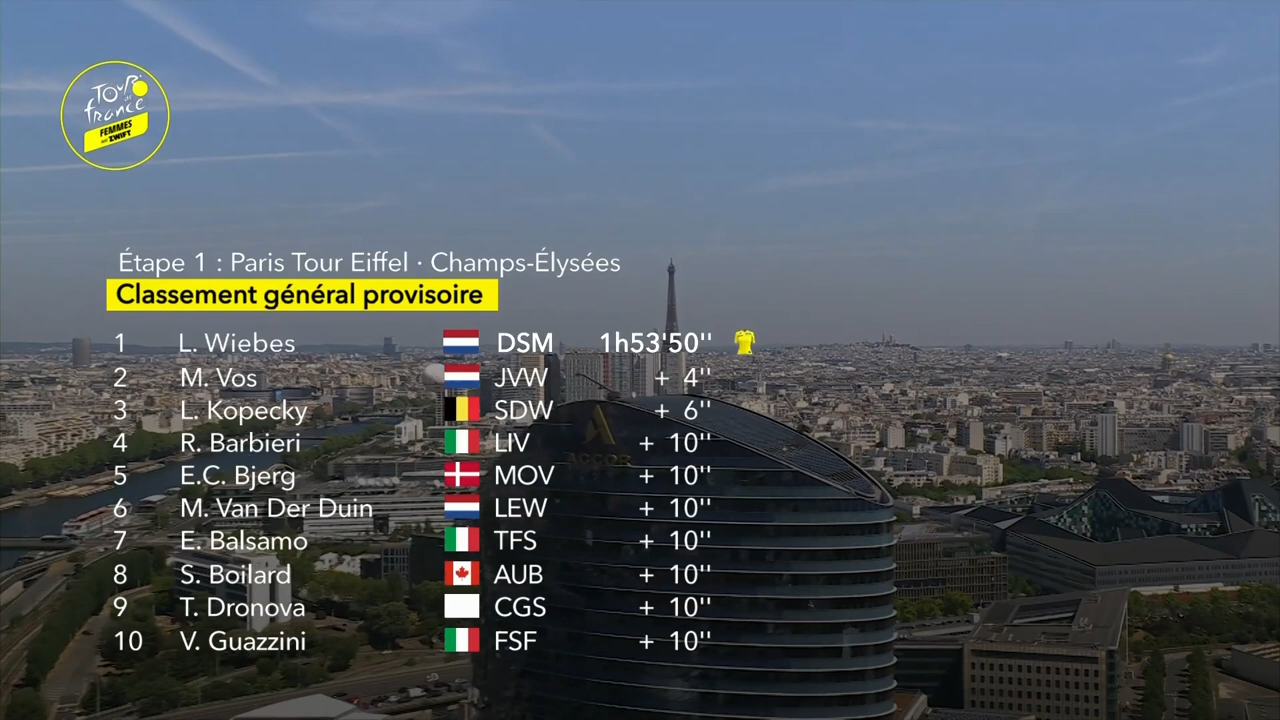 TOUR
de
france
FEMMES
avec ZWIFT
Étape 1 : Paris Tour Eiffel · Champs-Élysées
Classement général provisoire
1 L. Wiebes DSM 1h53'50''
2 M. Vos JVW + 4''
3 L. Kopecky SDW + 6''
4 R. Barbieri LIV + 10''
5 E.C. Bjerg MOV + 10''
6 M. Van Der Duin LEW + 10''
7 E. Balsamo TFS + 10''
8 S. Boilard AUB + 10''
9 T. Dronova CGS + 10''
10 V. Guazzini FSF + 10''
ACCOR